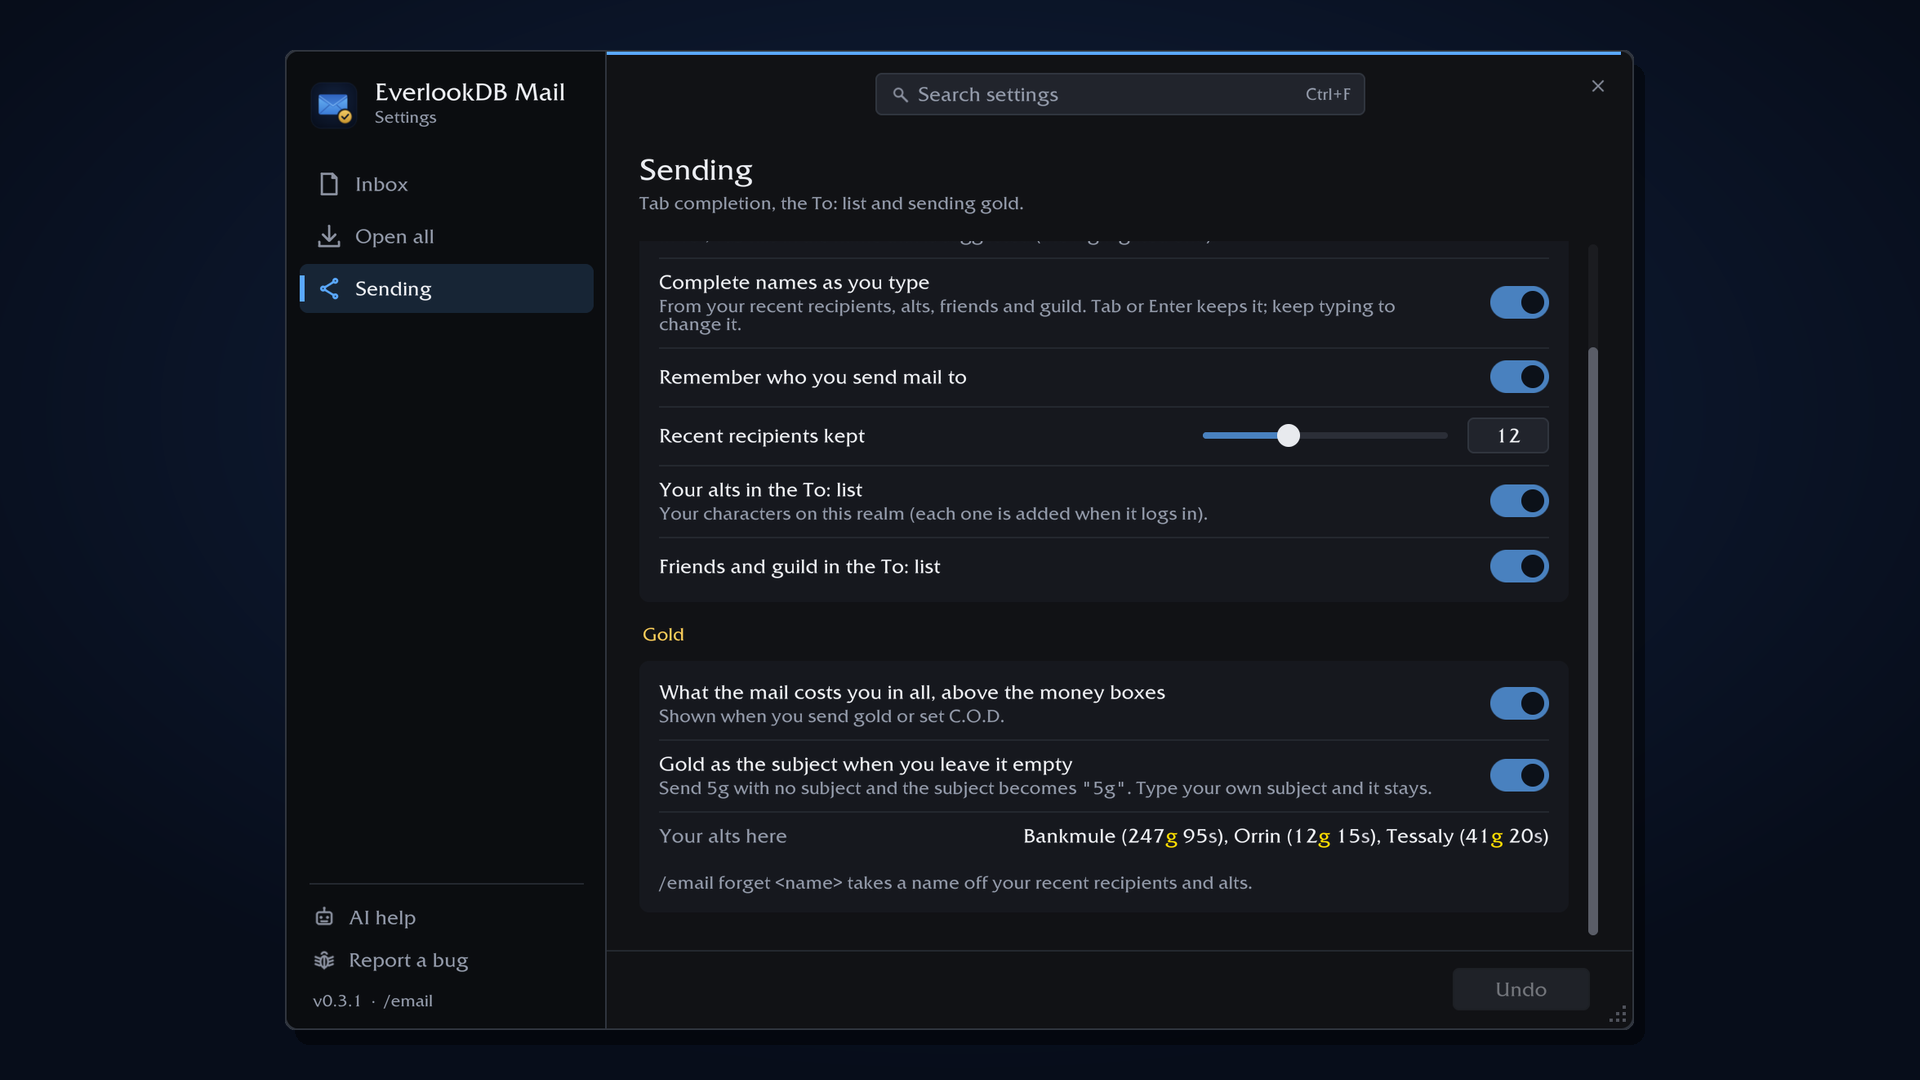 EverlookDB Mail
Settings
Inbox
Open all
Sending
AI help
Report a bug
v0.3.1 · /email
Search settings
Ctrl+F
Sending
Tab completion, the To: list and sending gold.
Complete names as you type
From your recent recipients, alts, friends and guild. Tab or Enter keeps it; keep typing to
change it.
Remember who you send mail to
Recent recipients kept
12
Your alts in the To: list
Your characters on this realm (each one is added when it logs in).
Friends and guild in the To: list
Gold
What the mail costs you in all, above the money boxes
Shown when you send gold or set C.O.D.
Gold as the subject when you leave it empty
Send 5g with no subject and the subject becomes "5g". Type your own subject and it stays.
Your alts here
Bankmule (247g 95s), Orrin (12g 15s), Tessaly (41g 20s)
/email forget <name> takes a name off your recent recipients and alts.
Undo